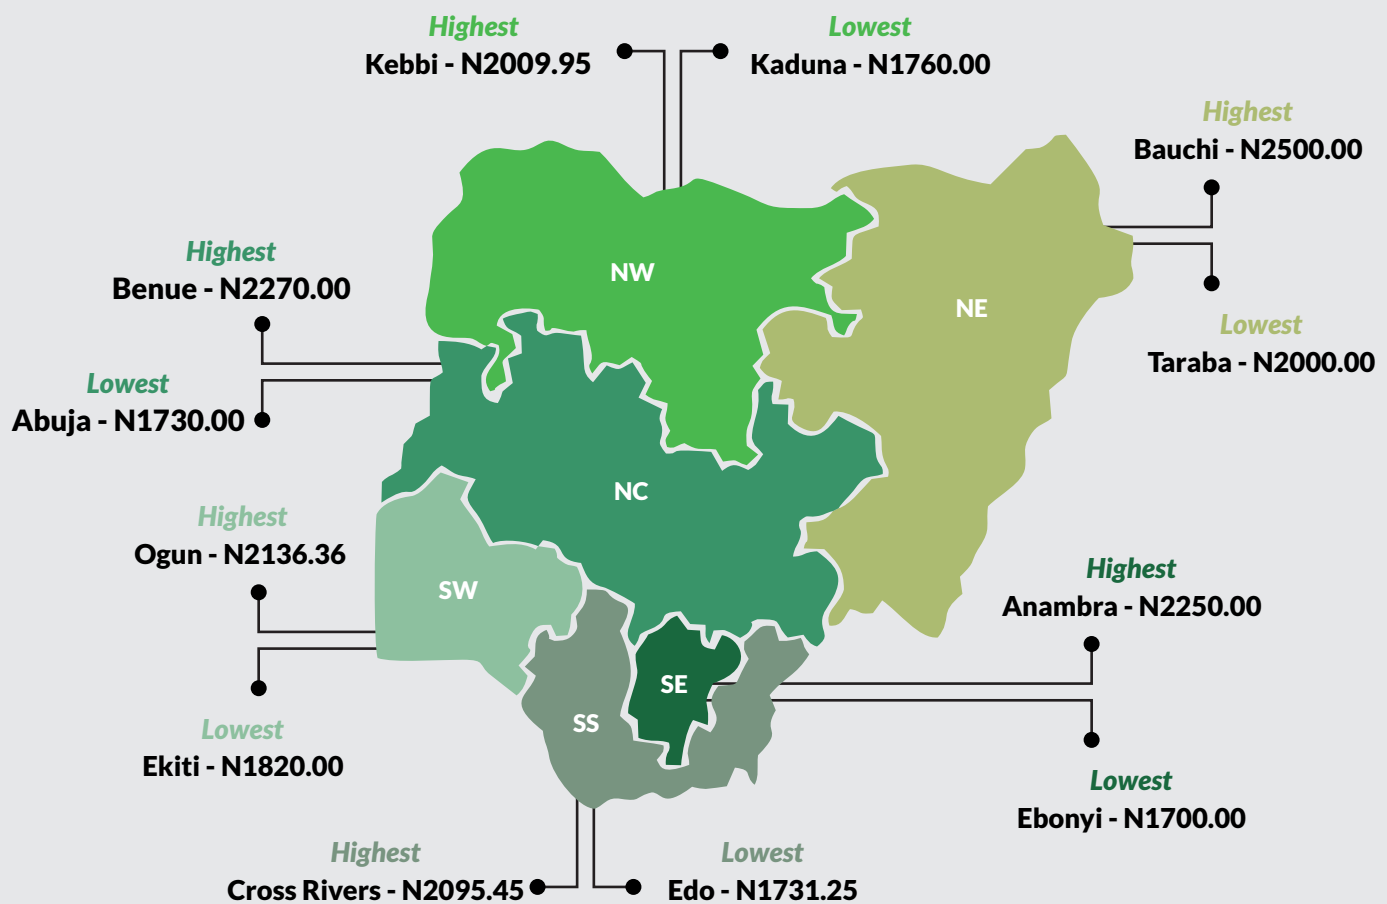 Highest
Kebbi - N2009.95
Lowest
Kaduna - N1760.00
Highest
Bauchi - N2500.00
Lowest
Taraba - N2000.00
Highest
Benue - N2270.00
Lowest
Abuja - N1730.00
NW
NE
NC
SW
SE
SS
Highest
Ogun - N2136.36
Lowest
Ekiti - N1820.00
Highest
Anambra - N2250.00
Lowest
Ebonyi - N1700.00
Highest
Cross Rivers - N2095.45
Lowest
Edo - N1731.25